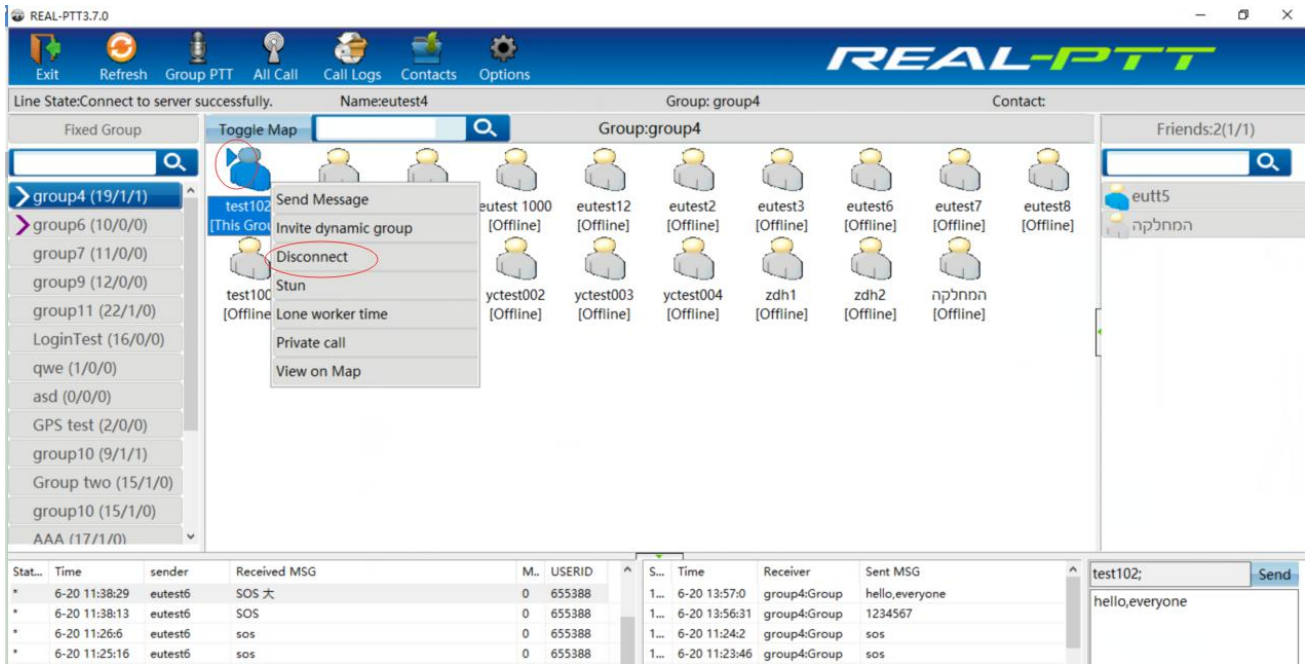 REAL-PTT3.7.0
Exit Refresh Group PTT All Call Call Logs Contacts Options
REAL-PTT
Line State:Connect to server successfully. Name:eutest4 Group: group4 Contact:
Fixed Group
Toggle Map
Group:group4
Friends:2(1/1)
group4 (19/1/1)
group6 (10/0/0)
group7 (11/0/0)
group9 (12/0/0)
group11 (22/1/0)
LoginTest (16/0/0)
qwe (1/0/0)
asd (0/0/0)
GPS test (2/0/0)
group10 (9/1/1)
Group two (15/1/0)
group10 (15/1/0)
AAA (17/1/0)
test102 eutest 1000 eutest12 eutest2 eutest3 eutest6 eutest7 eutest8
[This Grou [Offline] [Offline] [Offline] [Offline] [Offline] [Offline] [Offline]
test100 yctest002 yctest003 yctest004 zdh1 zdh2 המחלקה
[Offline [Offline] [Offline] [Offline] [Offline] [Offline] [Offline]
Send Message
Invite dynamic group
Disconnect
Stun
Lone worker time
Private call
View on Map
eutt5
המחלקה
Stat... Time sender Received MSG M.. USERID
* 6-20 11:38:29 eutest6 SOS 大 0 655388
* 6-20 11:38:13 eutest6 SOS 0 655388
* 6-20 11:26:6 eutest6 sos 0 655388
* 6-20 11:25:16 eutest6 sos 0 655388
S... Time Receiver Sent MSG
1... 6-20 13:57:0 group4:Group hello,everyone
1... 6-20 13:56:31 group4:Group 1234567
1... 6-20 11:24:2 group4:Group sos
1... 6-20 11:23:46 group4:Group sos
test102; Send
hello,everyone